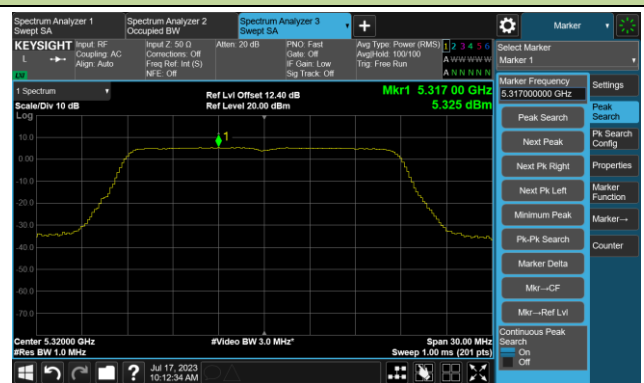 Spectrum Analyzer 1
Swept SA
Spectrum Analyzer 2
Occupied BW
Spectrum Analyzer 3
Swept SA
+
Marker
KEYSIGHT
L
LV
Input: RF
Coupling: AC
Align: Auto
Input Z: 50 Ω
Corrections: Off
Freq Ref: Int (S)
NFE: Off
Atten: 20 dB
PNO: Fast
Gate: Off
IF Gain: Low
Sig Track: Off
Avg Type: Power (RMS)
Avg|Hold: 100/100
Trig: Free Run
1 2 3 4 5 6
A W W W W W
A N N N N N
Select Marker
Marker 1
1 Spectrum
Scale/Div 10 dB
Log
Ref Lvl Offset 12.40 dB
Ref Level 20.00 dBm
Mkr1 5.317 00 GHz
5.325 dBm
1
10.0
0.00
-10.0
-20.0
-30.0
-40.0
-50.0
-60.0
-70.0
Center 5.32000 GHz
#Res BW 1.0 MHz
#Video BW 3.0 MHz*
Span 30.00 MHz
Sweep 1.00 ms (201 pts)
Marker Frequency
5.317000000 GHz
Peak Search
Next Peak
Next Pk Right
Next Pk Left
Minimum Peak
Pk-Pk Search
Marker Delta
Mkr→CF
Mkr→Ref Lvl
Continuous Peak
Search
On
Off
Settings
Peak
Search
Pk Search
Config
Properties
Marker
Function
Marker→
Counter
?
Jul 17, 2023
10:12:34 AM